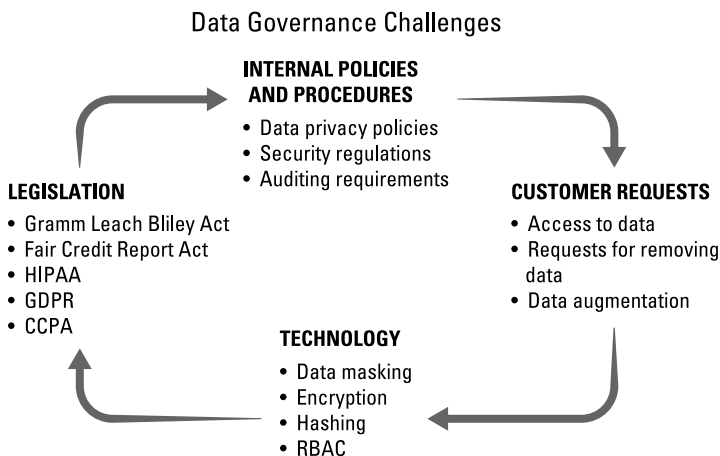 Data Governance Challenges
INTERNAL POLICIES
AND PROCEDURES
• Data privacy policies
• Security regulations
• Auditing requirements
LEGISLATION
• Gramm Leach Bliley Act
• Fair Credit Report Act
• HIPAA
• GDPR
• CCPA
CUSTOMER REQUESTS
• Access to data
• Requests for removing
data
• Data augmentation
TECHNOLOGY
• Data masking
• Encryption
• Hashing
• RBAC